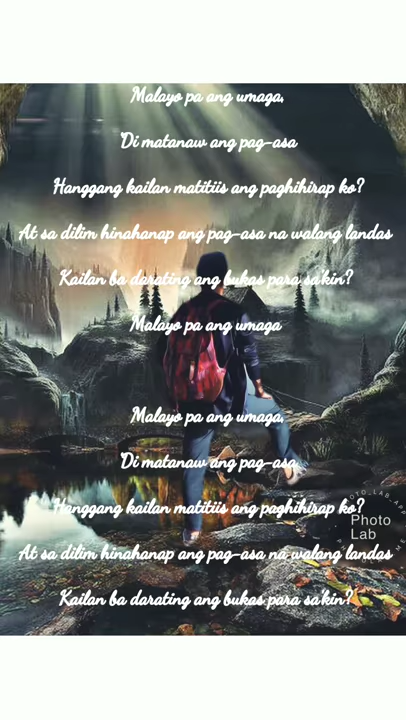 Malayo pa ang umaga,
'Di matanaw ang pag-asa
Hanggang kailan matitiis ang paghihirap ko?
At sa dilim hinahanap ang pag-asa na walang landas
Kailan ba darating ang bukas para sa'kin?
Malayo pa ang umaga
Malayo pa ang umaga,
'Di matanaw ang pag-asa
Hanggang kailan matitiis ang paghihirap ko?
At sa dilim hinahanap ang pag-asa na walang landas
Kailan ba darating ang bukas para sa'kin?
Photo
Lab